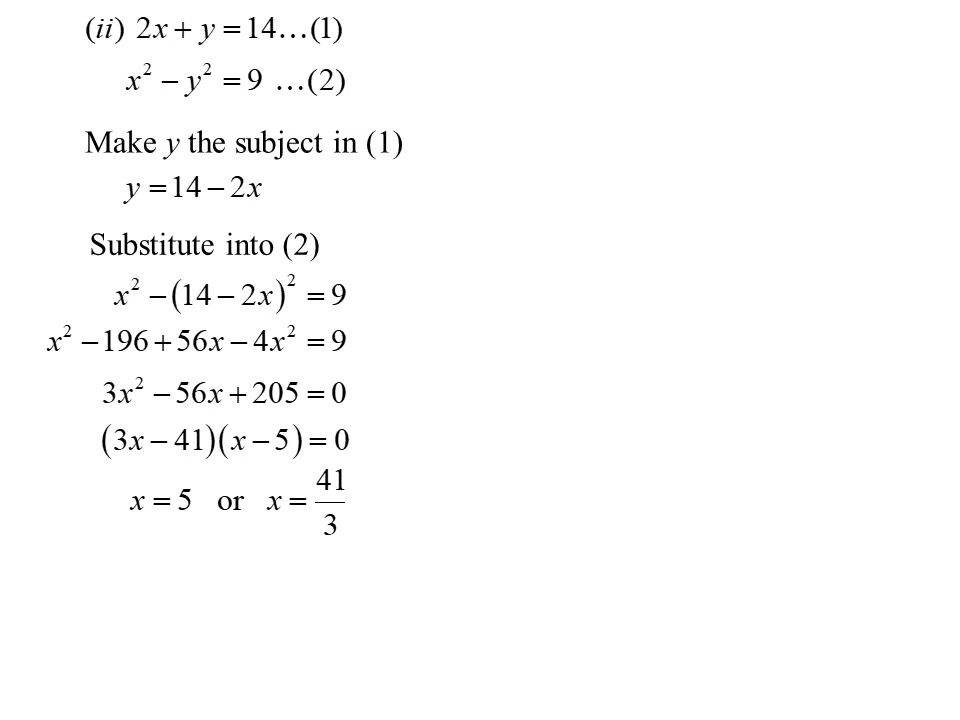 (ii) 2x + y = 14…(1)
x² − y² = 9 …(2)
Make y the subject in (1)
y = 14 − 2x
Substitute into (2)
x² − (14 − 2x)² = 9
x² − 196 + 56x − 4x² = 9
3x² − 56x + 205 = 0
(3x − 41)(x − 5) = 0
x = 5 or x = 41/3